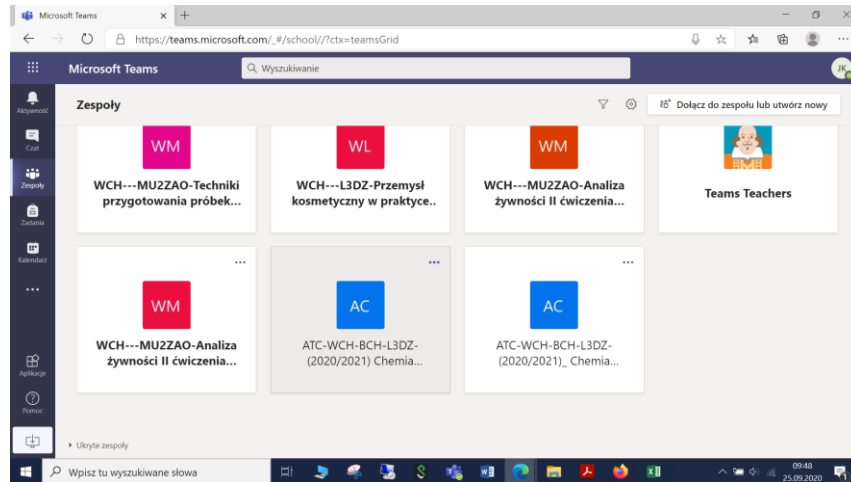 Microsoft Teams
https://teams.microsoft.com/_#/school//?ctx=teamsGrid
Microsoft Teams
Wyszukiwanie
JK
Aktywność
Czat
Zespoły
Zadania
Kalendarz
Aplikacje
Pomoc
Zespoły
Dołącz do zespołu lub utwórz nowy
WM
WCH---MU2ZAO-Techniki
przygotowania próbek...
WL
WCH---L3DZ-Przemysł
kosmetyczny w praktyce..
WM
WCH---MU2ZAO-Analiza
żywności II ćwiczenia...
Teams Teachers
WM
WCH---MU2ZAO-Analiza
żywności II ćwiczenia...
AC
ATC-WCH-BCH-L3DZ-
(2020/2021) Chemia...
AC
ATC-WCH-BCH-L3DZ-
(2020/2021)_ Chemia...
Ukryte zespoły
Wpisz tu wyszukiwane słowa
09:48
25.09.2020